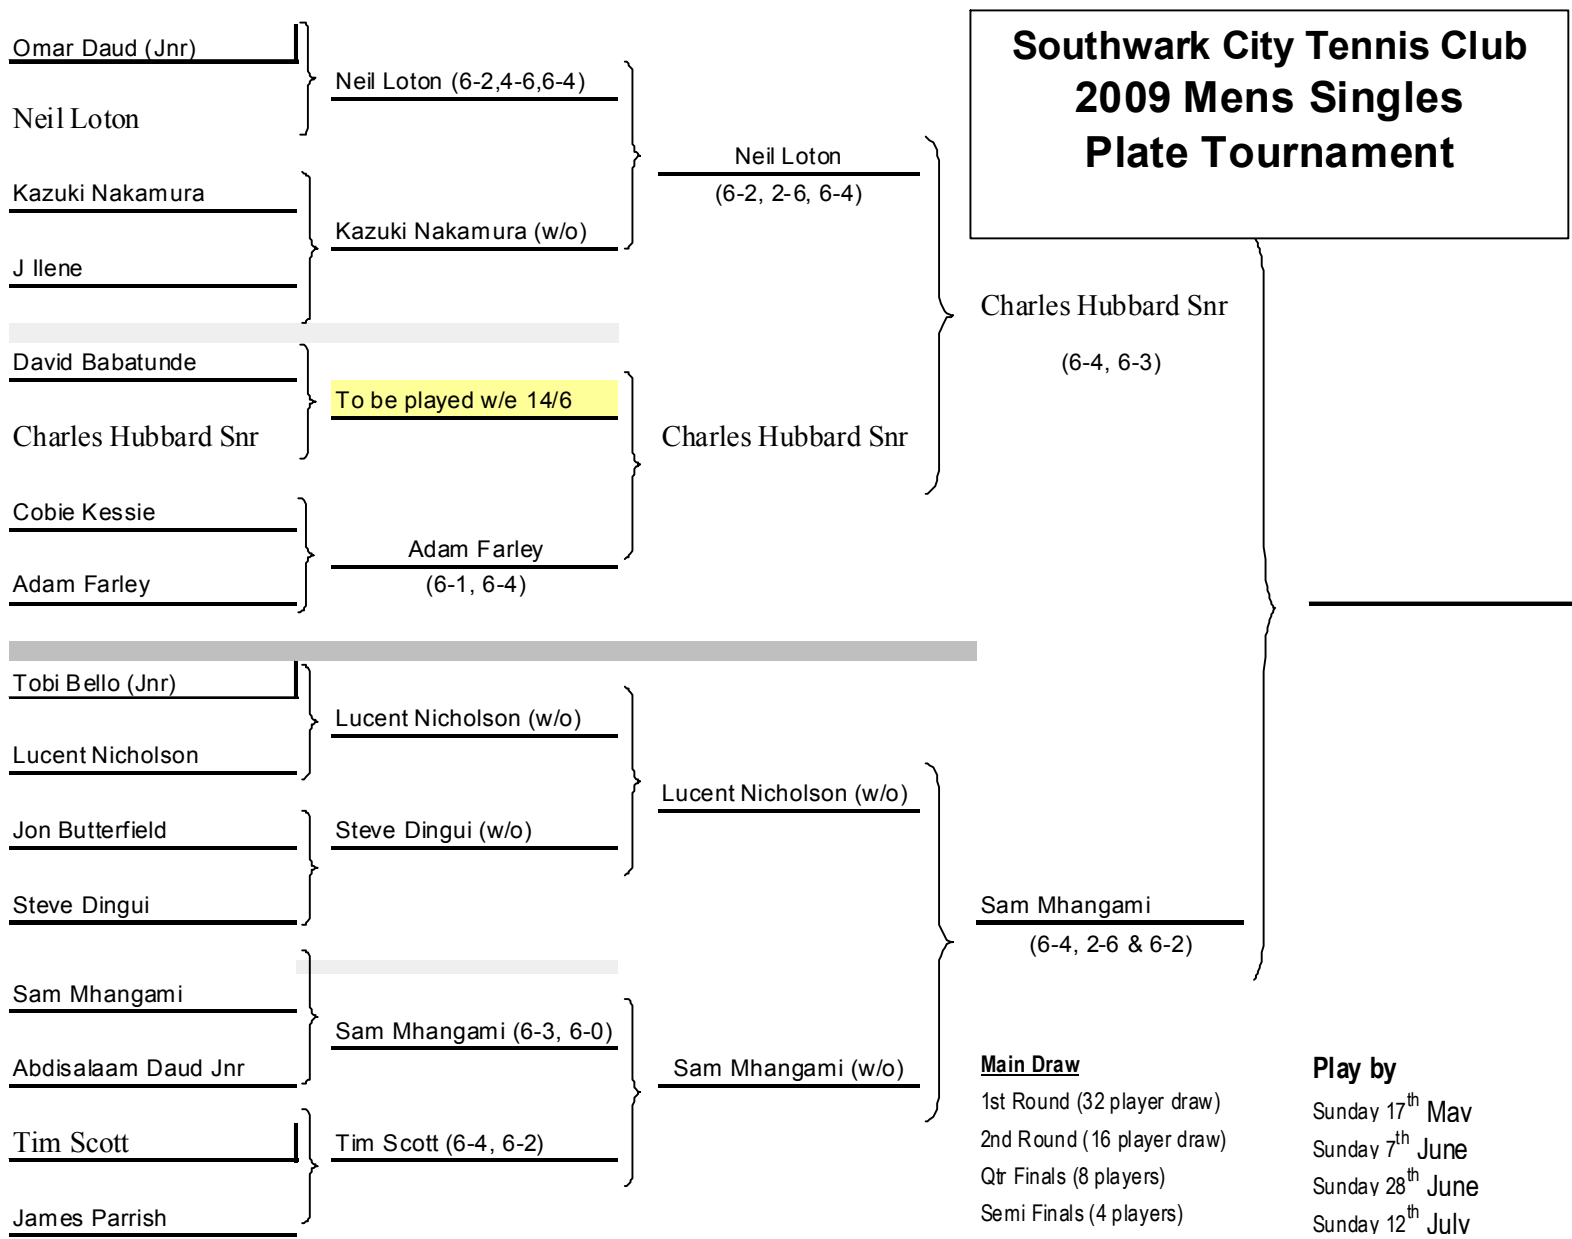 Southwark City Tennis Club
2009 Mens Singles
Plate Tournament
Omar Daud (Jnr)
Neil Loton
Kazuki Nakamura
J Ilene
David Babatunde
Charles Hubbard Snr
Cobie Kessie
Adam Farley
Tobi Bello (Jnr)
Lucent Nicholson
Jon Butterfield
Steve Dingui
Sam Mhangami
Abdisalaam Daud Jnr
Tim Scott
James Parrish
Neil Loton (6-2,4-6,6-4)
Kazuki Nakamura (w/o)
To be played w/e 14/6
Adam Farley
(6-1, 6-4)
Lucent Nicholson (w/o)
Steve Dingui (w/o)
Sam Mhangami (6-3, 6-0)
Tim Scott (6-4, 6-2)
Neil Loton
(6-2, 2-6, 6-4)
Charles Hubbard Snr
Lucent Nicholson (w/o)
Sam Mhangami (w/o)
Charles Hubbard Snr
(6-4, 6-3)
Sam Mhangami
(6-4, 2-6 & 6-2)
Main Draw
1st Round (32 player draw)
2nd Round (16 player draw)
Qtr Finals (8 players)
Semi Finals (4 players)
Play by
Sunday 17th May
Sunday 7th June
Sunday 28th June
Sunday 12th July